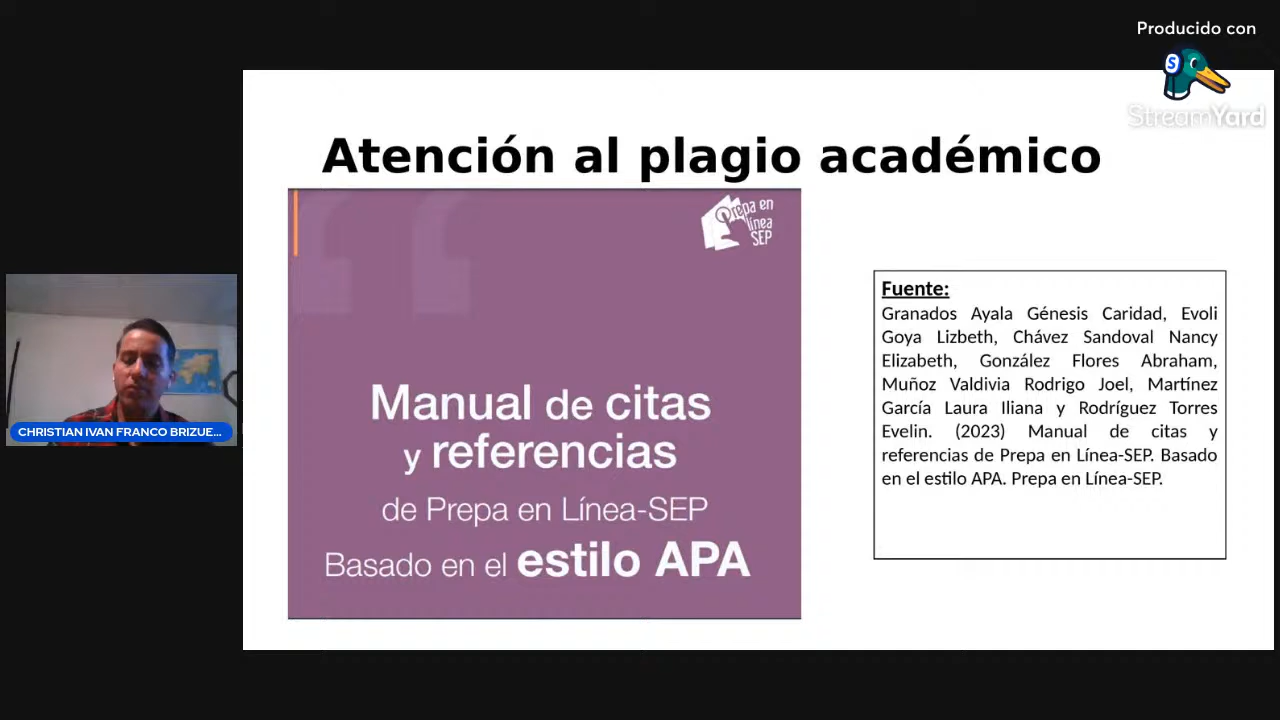 Producido con
StreamYard
Atención al plagio académico
Prepa en
línea
SEP
Manual de citas
y referencias
de Prepa en Línea-SEP
Basado en el estilo APA
Fuente:
Granados Ayala Génesis Caridad, Evoli
Goya Lizbeth, Chávez Sandoval Nancy
Elizabeth, González Flores Abraham,
Muñoz Valdivia Rodrigo Joel, Martínez
García Laura Iliana y Rodríguez Torres
Evelin. (2023) Manual de citas y
referencias de Prepa en Línea-SEP. Basado
en el estilo APA. Prepa en Línea-SEP.
CHRISTIAN IVAN FRANCO BRIZUE...